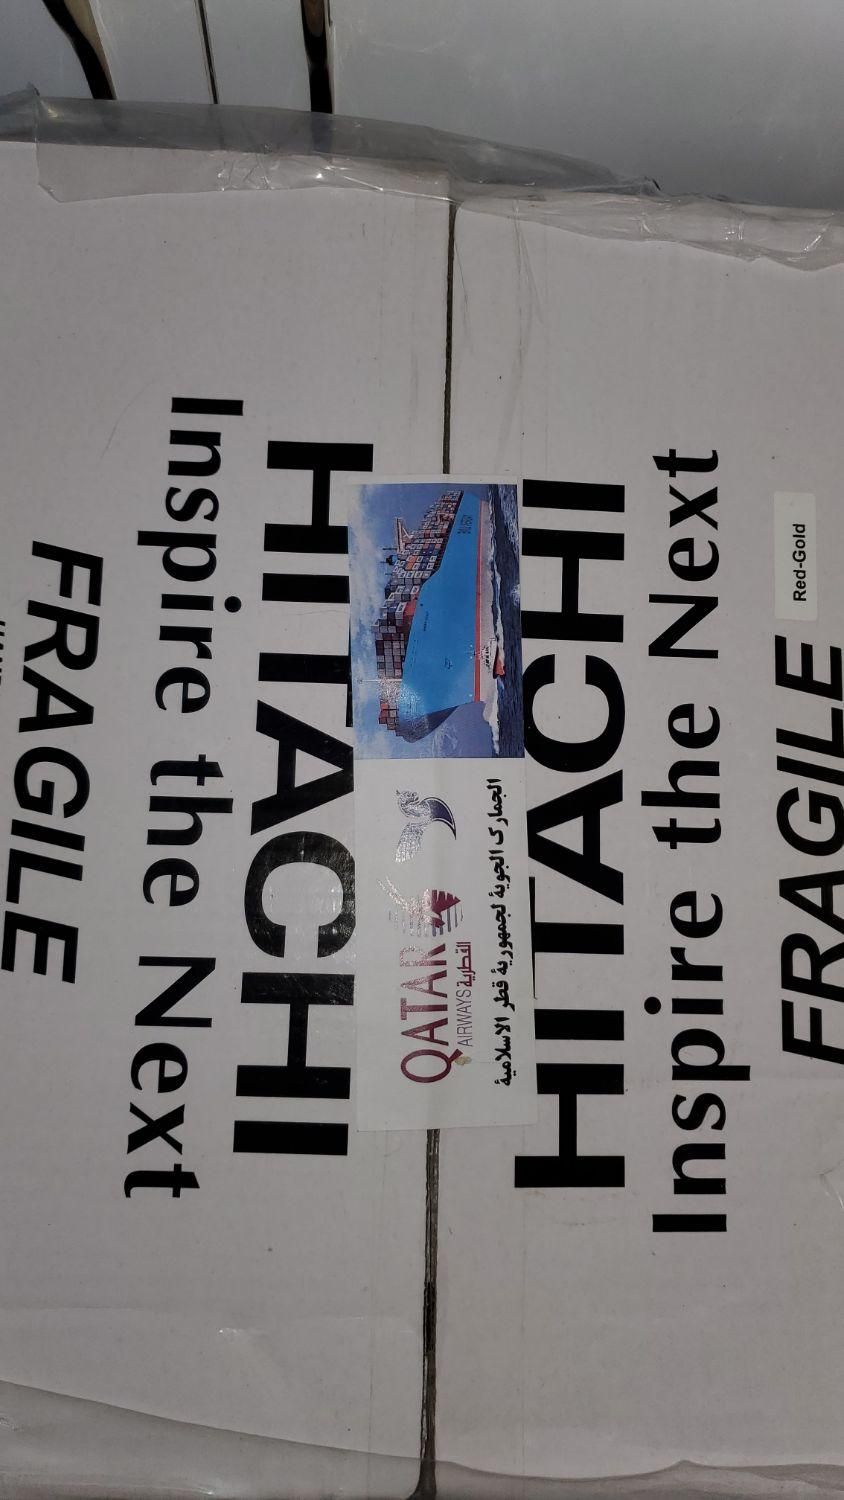 FRAGILE
Inspire the Next
HITACHI
QATAR
AIRWAYS القطرية
الجمارك الجوية لجمهورية قطر الاسلامية
HITACHI
Inspire the Next
FRAGILE
Red-Gold